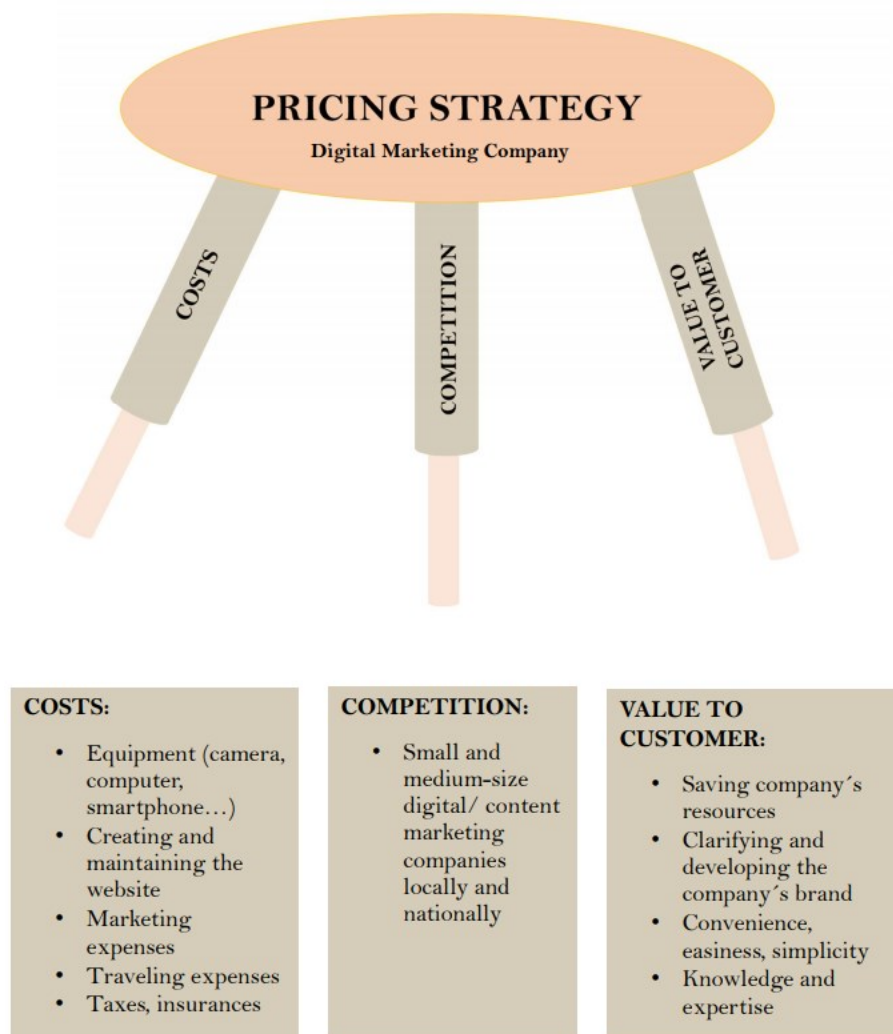 PRICING STRATEGY
Digital Marketing Company
COSTS
COMPETITION
VALUE TO
CUSTOMER
COSTS:
• Equipment (camera,
computer,
smartphone…)
• Creating and
maintaining the
website
• Marketing
expenses
• Traveling expenses
• Taxes, insurances
COMPETITION:
• Small and
medium-size
digital/ content
marketing
companies
locally and
nationally
VALUE TO
CUSTOMER:
• Saving company´s
resources
• Clarifying and
developing the
company´s brand
• Convenience,
easiness, simplicity
• Knowledge and
expertise